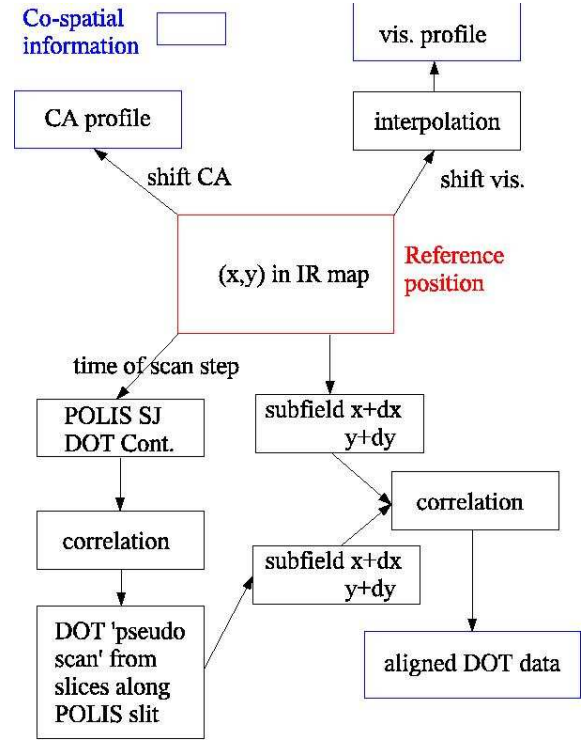 Co-spatial
information
vis. profile
CA profile
interpolation
shift CA
shift vis.
(x,y) in IR map
Reference
position
time of scan step
POLIS SJ
DOT Cont.
subfield x+dx
y+dy
correlation
correlation
subfield x+dx
y+dy
DOT 'pseudo
scan' from
slices along
POLIS slit
aligned DOT data